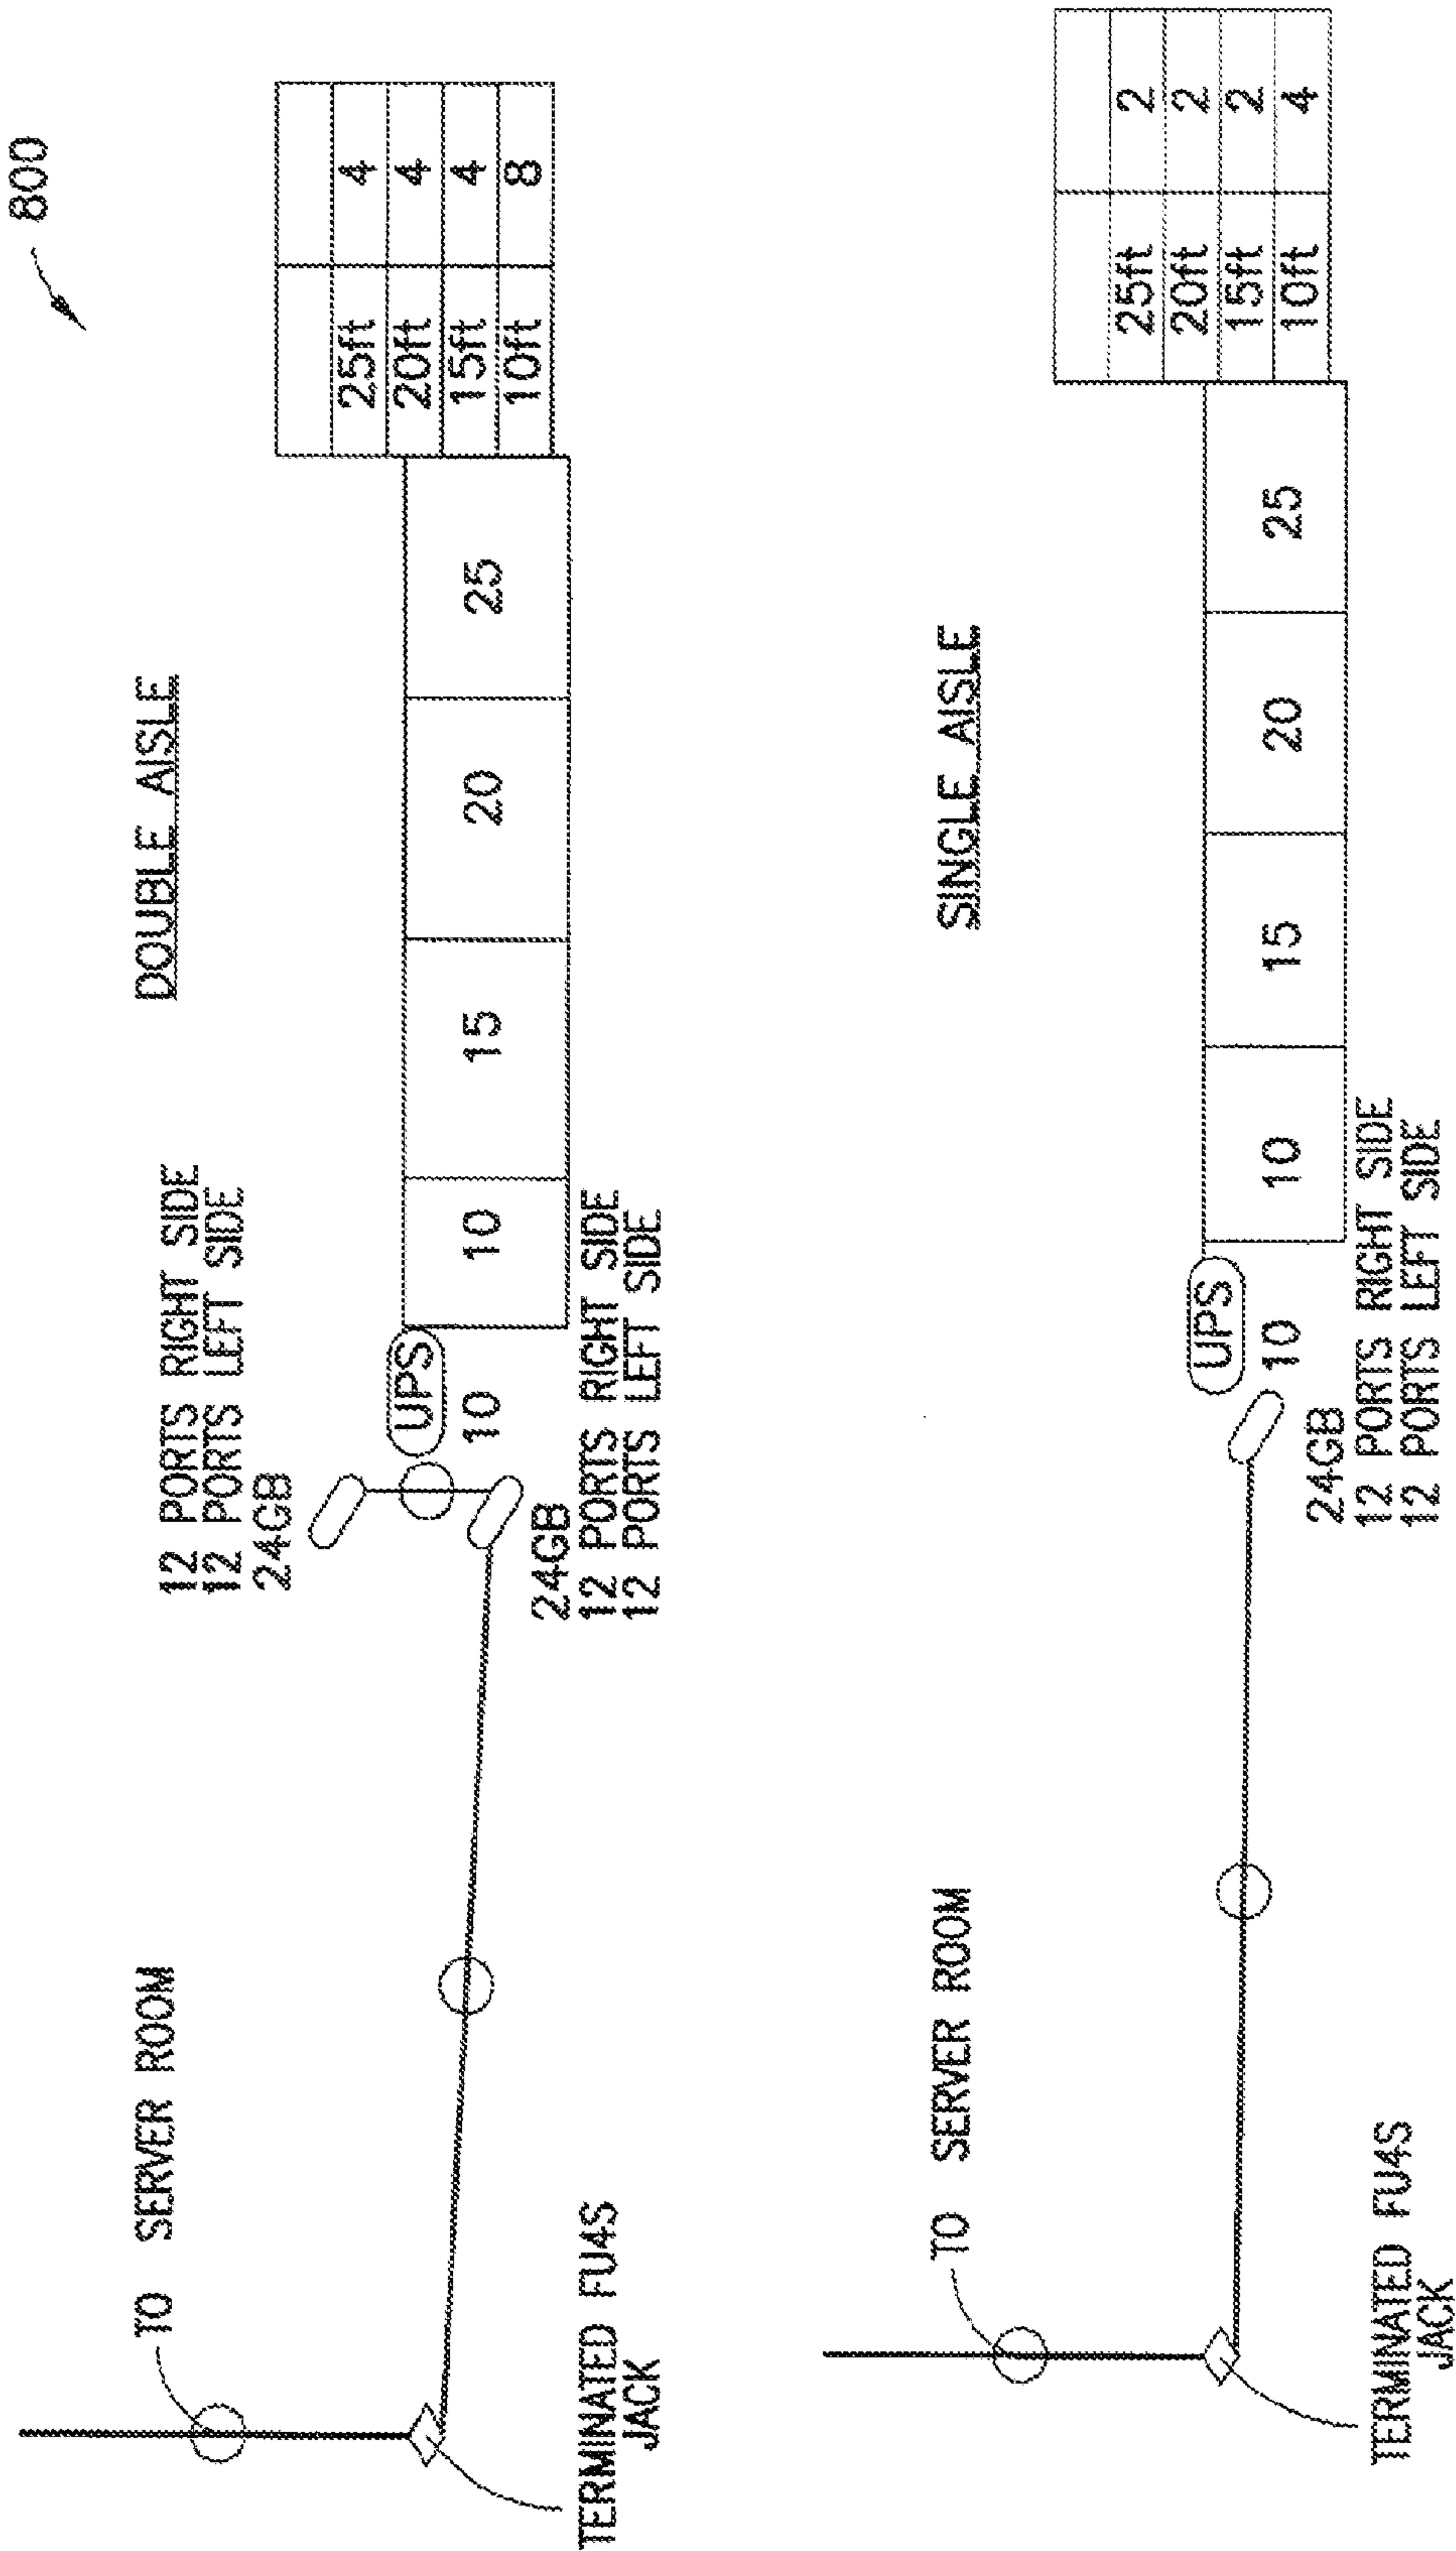 800
DOUBLE AISLE
TO SERVER ROOM
12 PORTS RIGHT SIDE
12 PORTS LEFT SIDE
24GB
UPS
10
10
15
20
25
25ft 4
20ft 4
15ft 4
10ft 8
24GB
12 PORTS RIGHT SIDE
12 PORTS LEFT SIDE
TERMINATED FU4S
JACK
SINGLE AISLE
TO SERVER ROOM
UPS
10
10
15
20
25
25ft 2
20ft 2
15ft 2
10ft 4
24GB
12 PORTS RIGHT SIDE
12 PORTS LEFT SIDE
TERMINATED FU4S
JACK